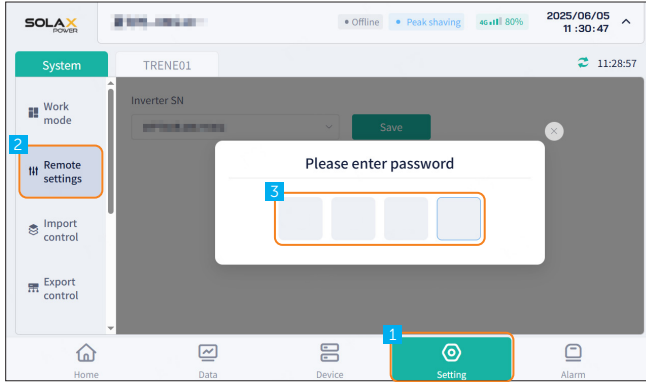 SOLAX
POWER
Offline
Peak shaving
4G 80%
2025/06/05
11:30:47
System
TRENE01
11:28:57
Work
mode
Inverter SN
Save
2
Remote
settings
Please enter password
3
Import
control
Export
control
1
Home
Data
Device
Setting
Alarm